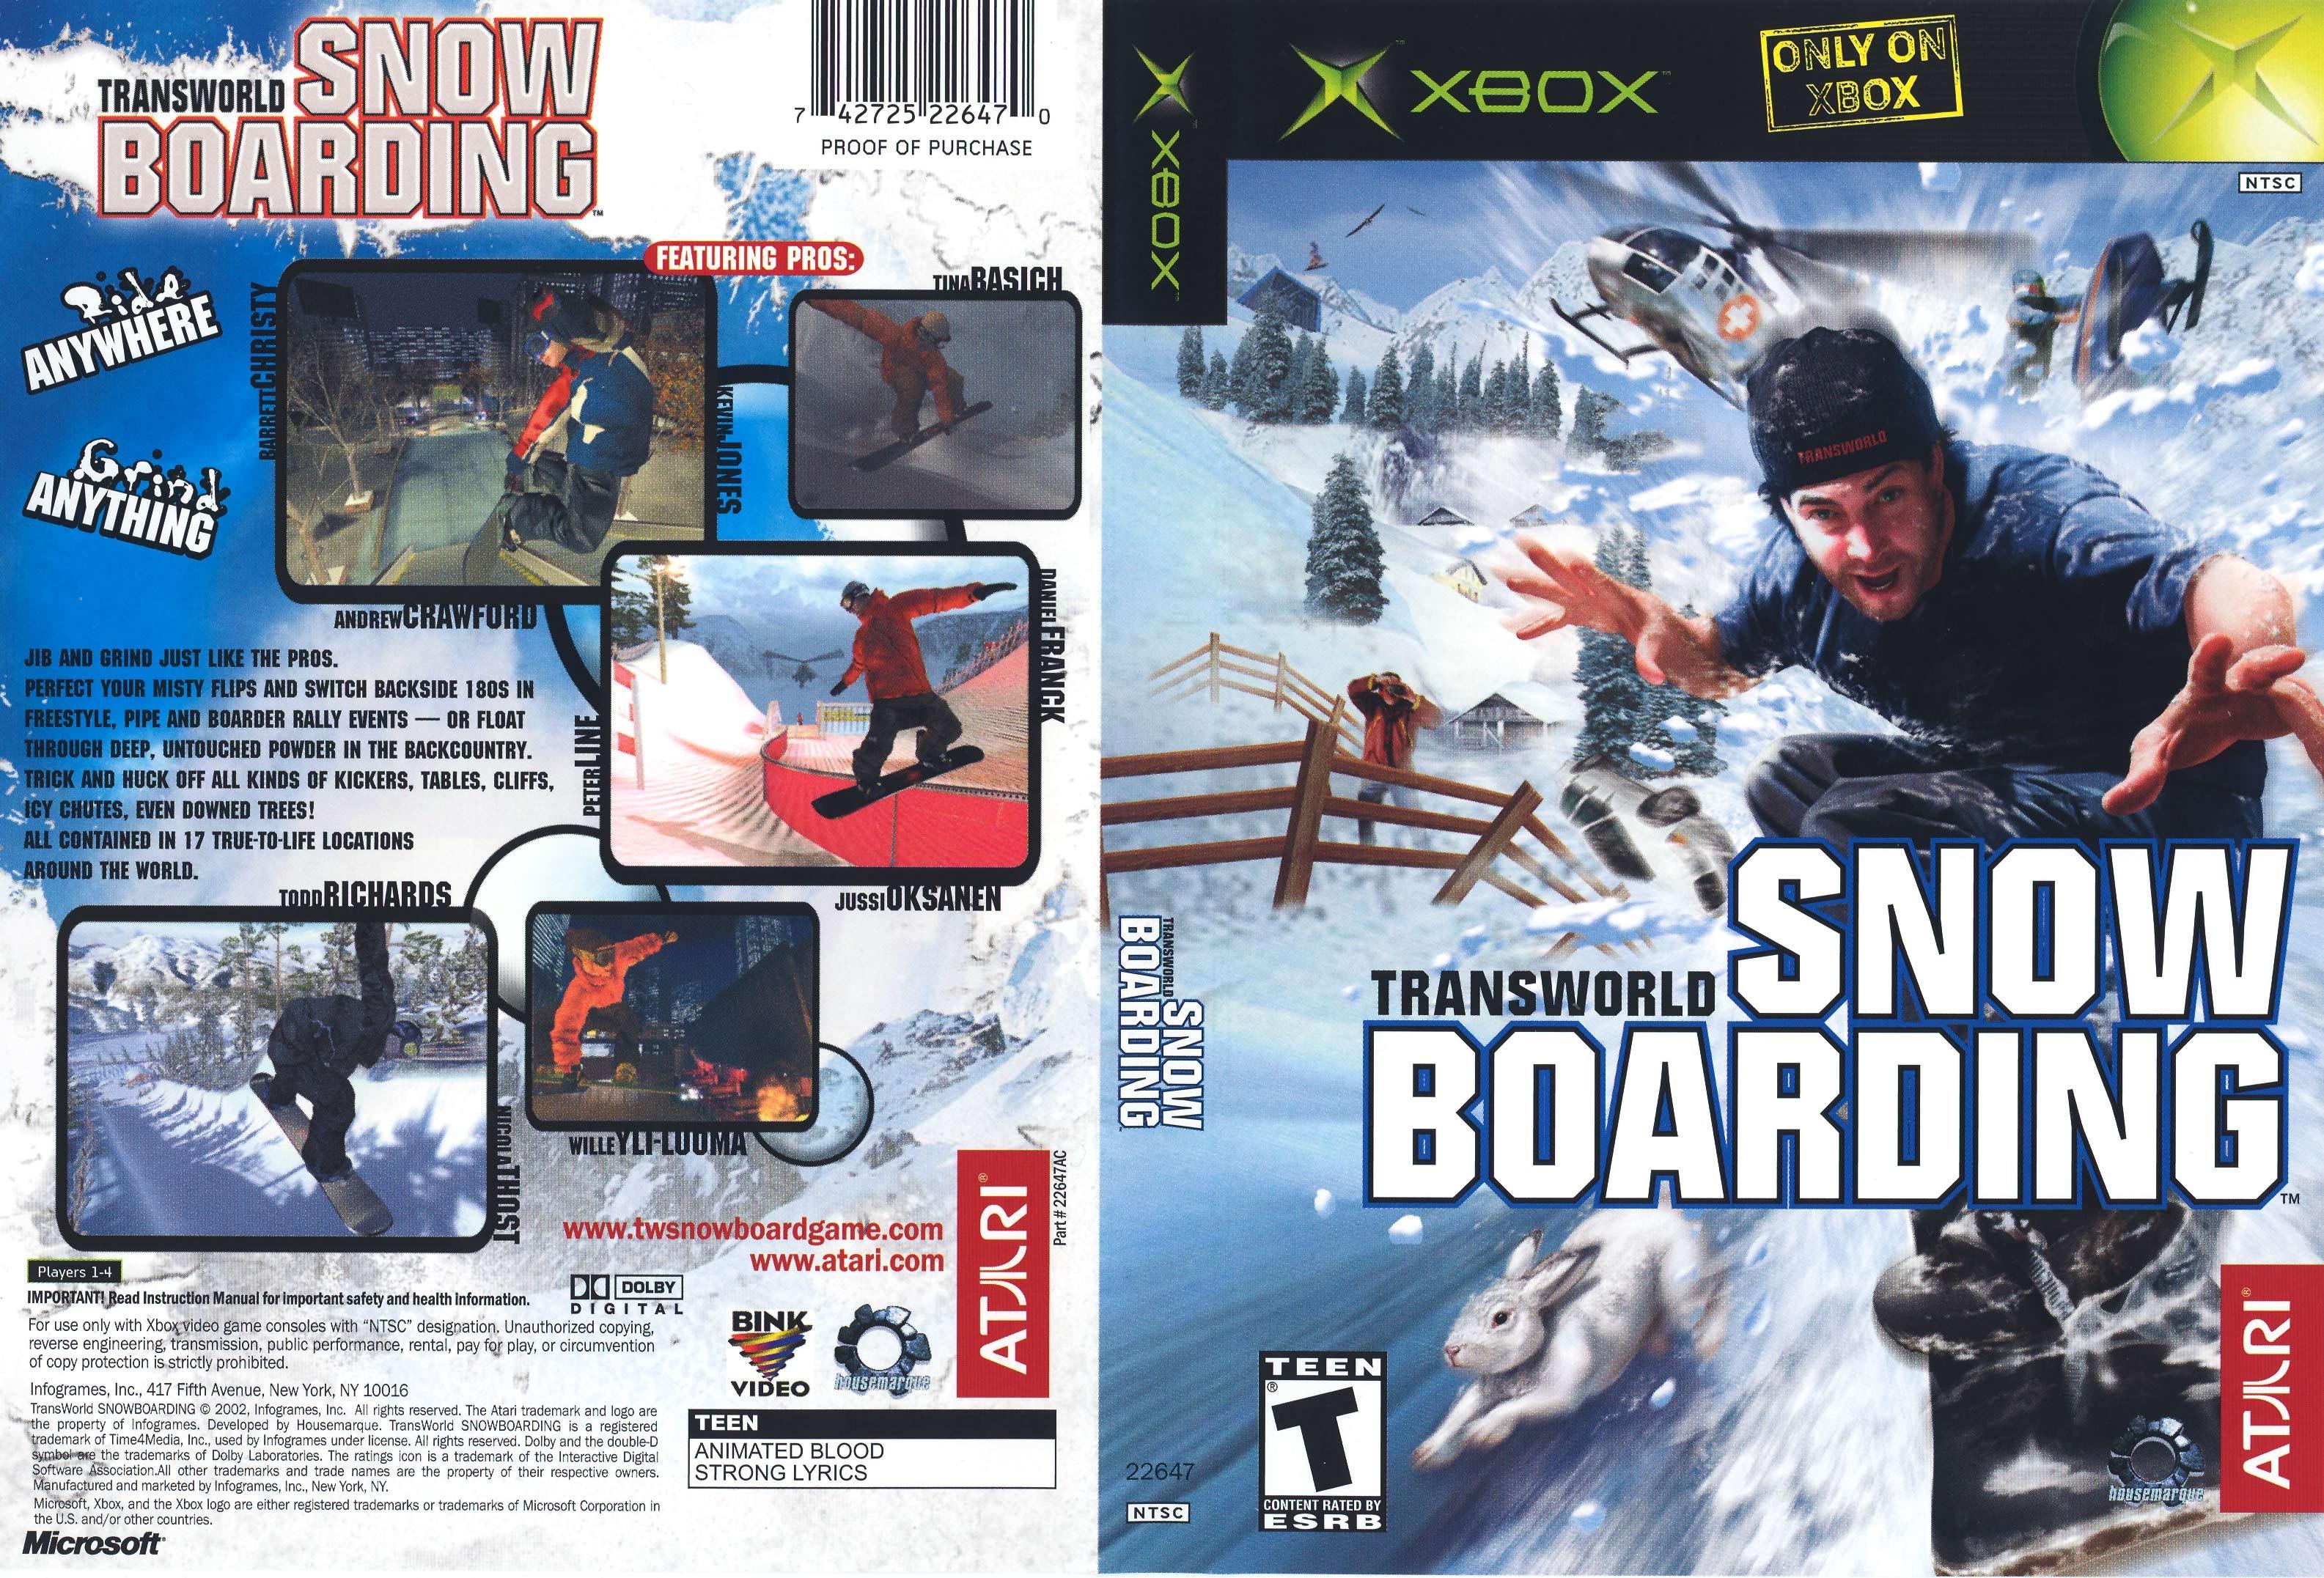 TRANSWORLD SNOW
BOARDING™
7 42725 22647 0
PROOF OF PURCHASE
Ride
ANYWHERE
Grind
ANYTHING
FEATURING PROS:
TINABASICH
BARRETTCHRISTY
KEVINJONES
ANDREWCRAWFORD
DANIELFRANCK
PETERLINE
JIB AND GRIND JUST LIKE THE PROS.
PERFECT YOUR MISTY FLIPS AND SWITCH BACKSIDE 180S IN
FREESTYLE, PIPE AND BOARDER RALLY EVENTS — OR FLOAT
THROUGH DEEP, UNTOUCHED POWDER IN THE BACKCOUNTRY.
TRICK AND HUCK OFF ALL KINDS OF KICKERS, TABLES, CLIFFS,
ICY CHUTES, EVEN DOWNED TREES!
ALL CONTAINED IN 17 TRUE-TO-LIFE LOCATIONS
AROUND THE WORLD.
TODDRICHARDS
JUSSIOKSANEN
WILLEYLI-LUOMA
NICOLATHOST
www.twsnowboardgame.com
www.atari.com
ATARI®
Part # 22647AC
Players 1-4
IMPORTANT! Read Instruction Manual for important safety and health information.
For use only with Xbox video game consoles with “NTSC” designation. Unauthorized copying,
reverse engineering, transmission, public performance, rental, pay for play, or circumvention
of copy protection is strictly prohibited.
DOLBY
DIGITAL
BINK
VIDEO
housemarque
Infogrames, Inc., 417 Fifth Avenue, New York, NY 10016
TransWorld SNOWBOARDING © 2002, Infogrames, Inc. All rights reserved. The Atari trademark and logo are
the property of Infogrames. Developed by Housemarque. TransWorld SNOWBOARDING is a registered
trademark of Time4Media, Inc., used by Infogrames under license. All rights reserved. Dolby and the double-D
symbol are the trademarks of Dolby Laboratories. The ratings icon is a trademark of the Interactive Digital
Software Association.All other trademarks and trade names are the property of their respective owners.
Manufactured and marketed by Infogrames, Inc., New York, NY.
Microsoft, Xbox, and the Xbox logo are either registered trademarks or trademarks of Microsoft Corporation in
the U.S. and/or other countries.
Microsoft®
TEEN
ANIMATED BLOOD
STRONG LYRICS
XBOX™
TRANSWORLD
SNOW
BOARDING
22647
NTSC
XBOX™
ONLY ON
XBOX
NTSC
TRANSWORLD
TRANSWORLD SNOW
BOARDING™
TEEN
T®
CONTENT RATED BY
ESRB
housemarque
ATARI®